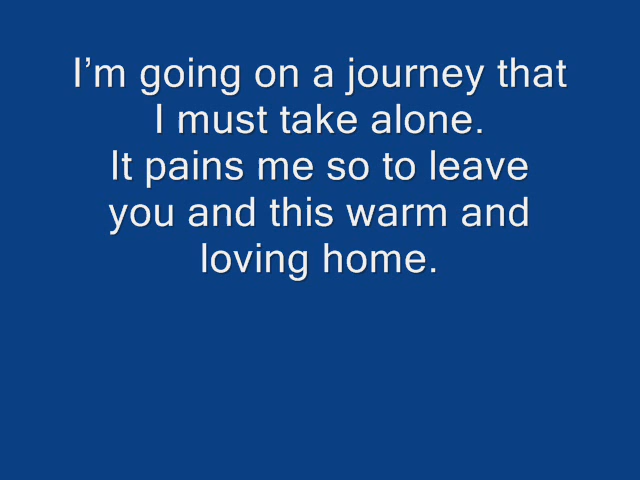 I’m going on a journey that
I must take alone.
It pains me so to leave
you and this warm and
loving home.